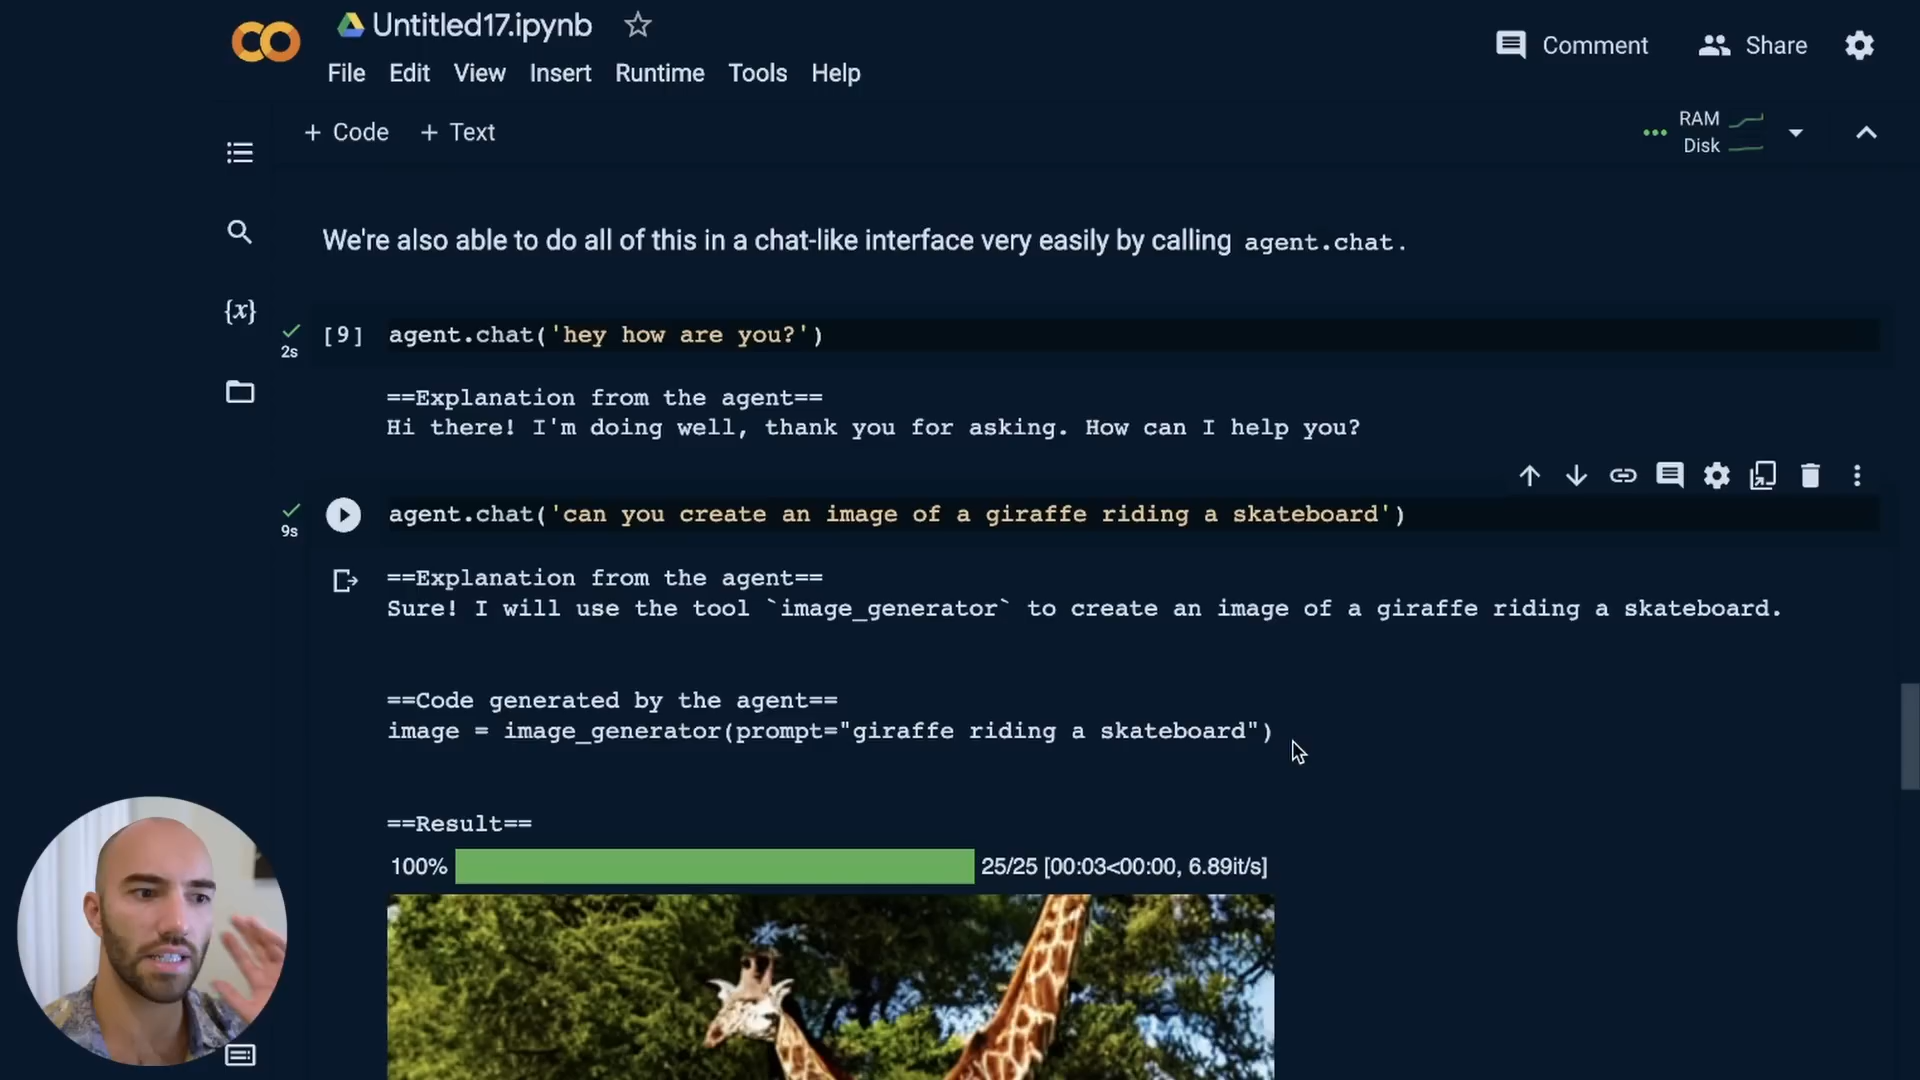 Untitled17.ipynb
Comment
Share
File Edit View Insert Runtime Tools Help
+ Code + Text
RAM
Disk
We're also able to do all of this in a chat-like interface very easily by calling agent.chat.
{x}
2s
[9] agent.chat('hey how are you?')
==Explanation from the agent==
Hi there! I'm doing well, thank you for asking. How can I help you?
9s
agent.chat('can you create an image of a giraffe riding a skateboard')
==Explanation from the agent==
Sure! I will use the tool `image_generator` to create an image of a giraffe riding a skateboard.
==Code generated by the agent==
image = image_generator(prompt="giraffe riding a skateboard")
==Result==
100% 25/25 [00:03<00:00, 6.89it/s]